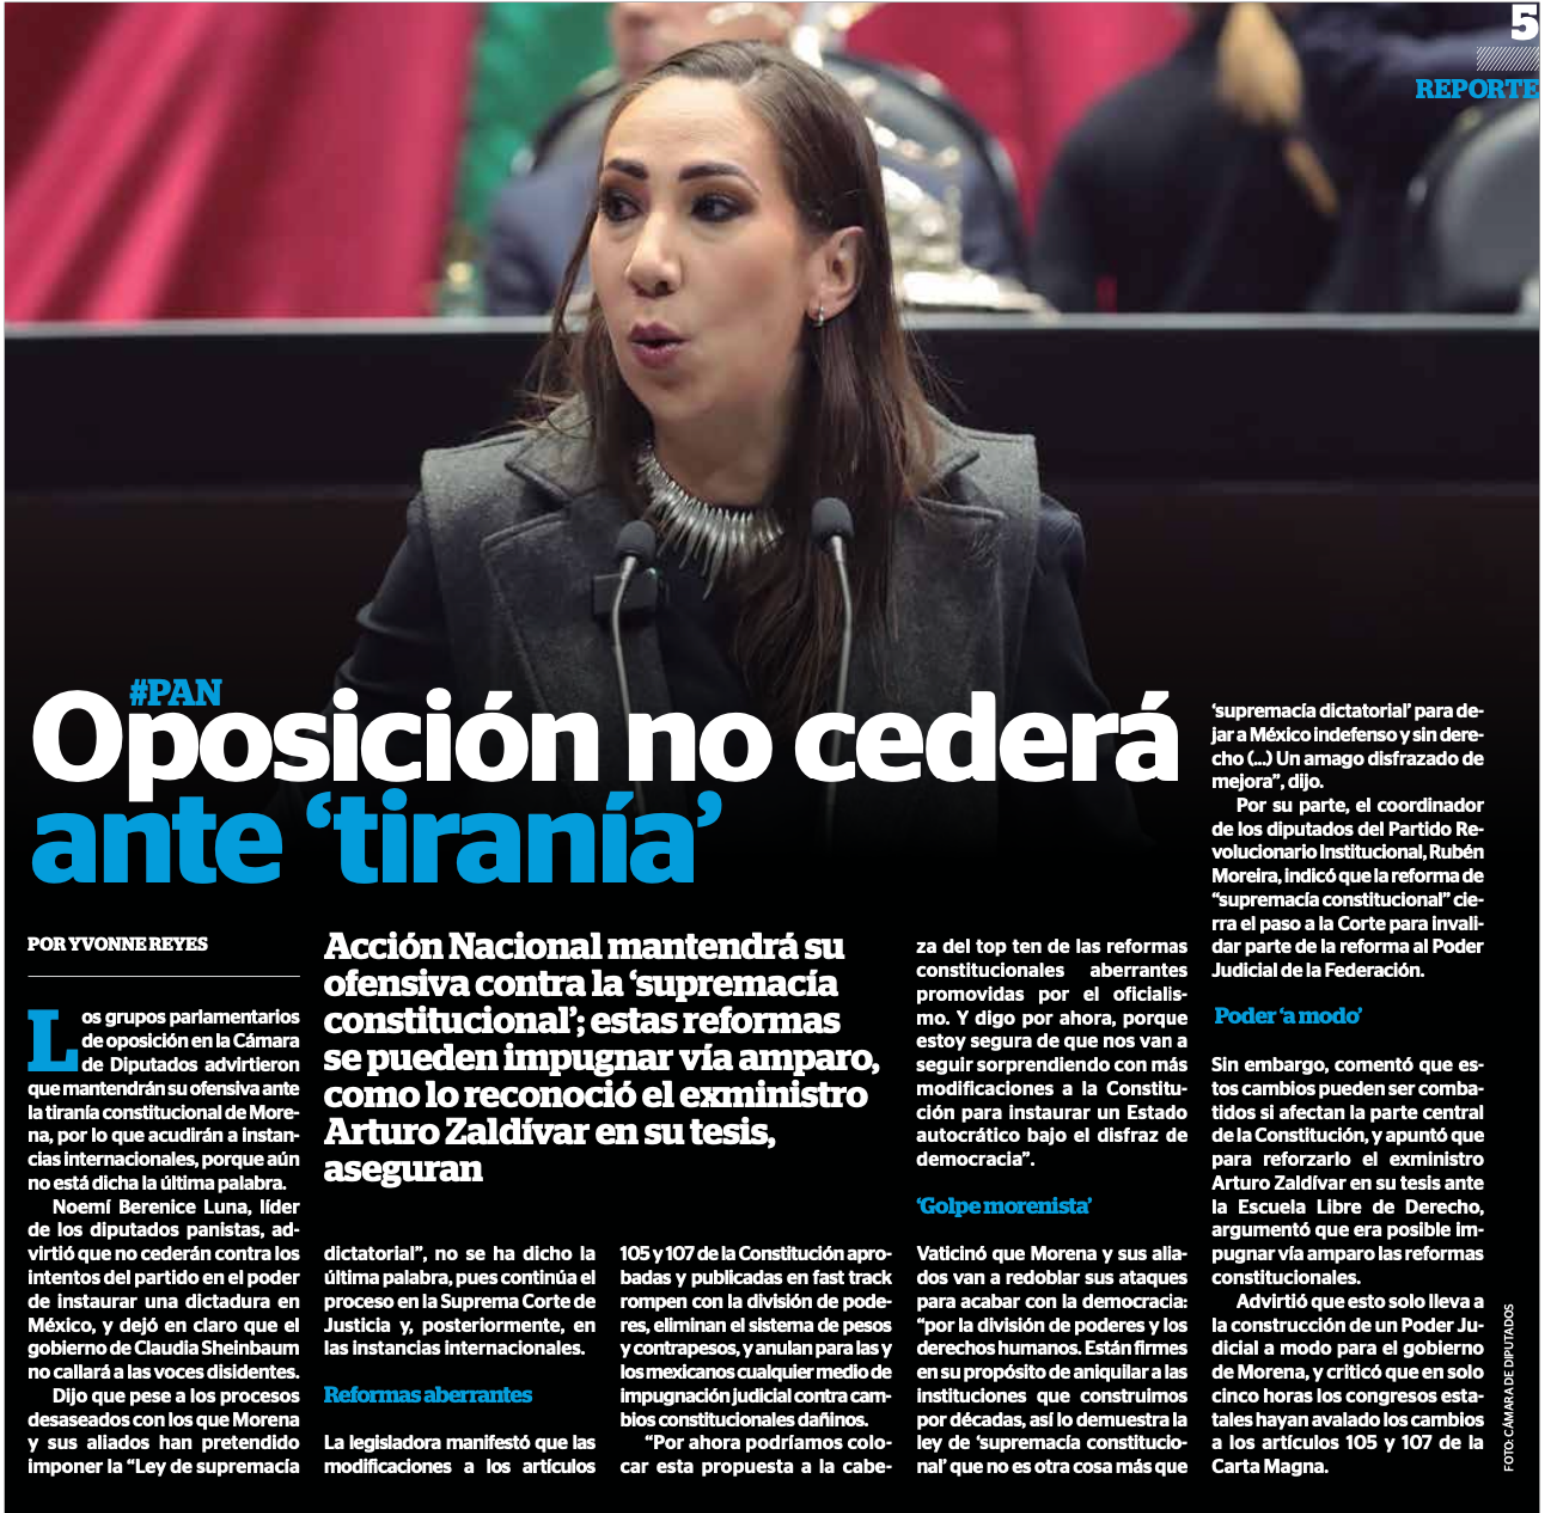 5
REPORTE
#PAN
Oposición no cederá
ante ‘tiranía’
POR YVONNE REYES
Acción Nacional mantendrá su
ofensiva contra la ‘supremacía
constitucional’; estas reformas
se pueden impugnar vía amparo,
como lo reconoció el exministro
Arturo Zaldívar en su tesis,
aseguran
Los grupos parlamentarios
de oposición en la Cámara
de Diputados advirtieron
que mantendrán su ofensiva ante
la tiranía constitucional de More-
na, por lo que acudirán a instan-
cias internacionales, porque aún
no está dicha la última palabra.
Noemí Berenice Luna, líder
de los diputados panistas, ad-
virtió que no cederán contra los
intentos del partido en el poder
de instaurar una dictadura en
México, y dejó en claro que el
gobierno de Claudia Sheinbaum
no callará a las voces disidentes.
Dijo que pese a los procesos
desaseados con los que Morena
y sus aliados han pretendido
imponer la “Ley de supremacía
dictatorial”, no se ha dicho la
última palabra, pues continúa el
proceso en la Suprema Corte de
Justicia y, posteriormente, en
las instancias internacionales.
Reformas aberrantes
La legisladora manifestó que las
modificaciones a los artículos
105 y 107 de la Constitución apro-
badas y publicadas en fast track
rompen con la división de pode-
res, eliminan el sistema de pesos
y contrapesos, y anulan para las y
los mexicanos cualquier medio de
impugnación judicial contra cam-
bios constitucionales dañinos.
“Por ahora podríamos colo-
car esta propuesta a la cabe-
za del top ten de las reformas
constitucionales aberrantes
promovidas por el oficialis-
mo. Y digo por ahora, porque
estoy segura de que nos van a
seguir sorprendiendo con más
modificaciones a la Constitu-
ción para instaurar un Estado
autocrático bajo el disfraz de
democracia”.
‘Golpe morenista’
Vaticinó que Morena y sus alia-
dos van a redoblar sus ataques
para acabar con la democracia:
“por la división de poderes y los
derechos humanos. Están firmes
en su propósito de aniquilar a las
instituciones que construimos
por décadas, así lo demuestra la
ley de ‘supremacía constitucio-
nal’ que no es otra cosa más que
‘supremacía dictatorial’ para de-
jar a México indefenso y sin dere-
cho (...) Un amago disfrazado de
mejora”, dijo.
Por su parte, el coordinador
de los diputados del Partido Re-
volucionario Institucional, Rubén
Moreira, indicó que la reforma de
“supremacía constitucional” cie-
rra el paso a la Corte para invali-
dar parte de la reforma al Poder
Judicial de la Federación.
Poder ‘a modo’
Sin embargo, comentó que es-
tos cambios pueden ser comba-
tidos si afectan la parte central
de la Constitución, y apuntó que
para reforzarlo el exministro
Arturo Zaldívar en su tesis ante
la Escuela Libre de Derecho,
argumentó que era posible im-
pugnar vía amparo las reformas
constitucionales.
Advirtió que esto solo lleva a
la construcción de un Poder Ju-
dicial a modo para el gobierno
de Morena, y criticó que en solo
cinco horas los congresos esta-
tales hayan avalado los cambios
a los artículos 105 y 107 de la
Carta Magna.
FOTO: CÁMARA DE DIPUTADOS